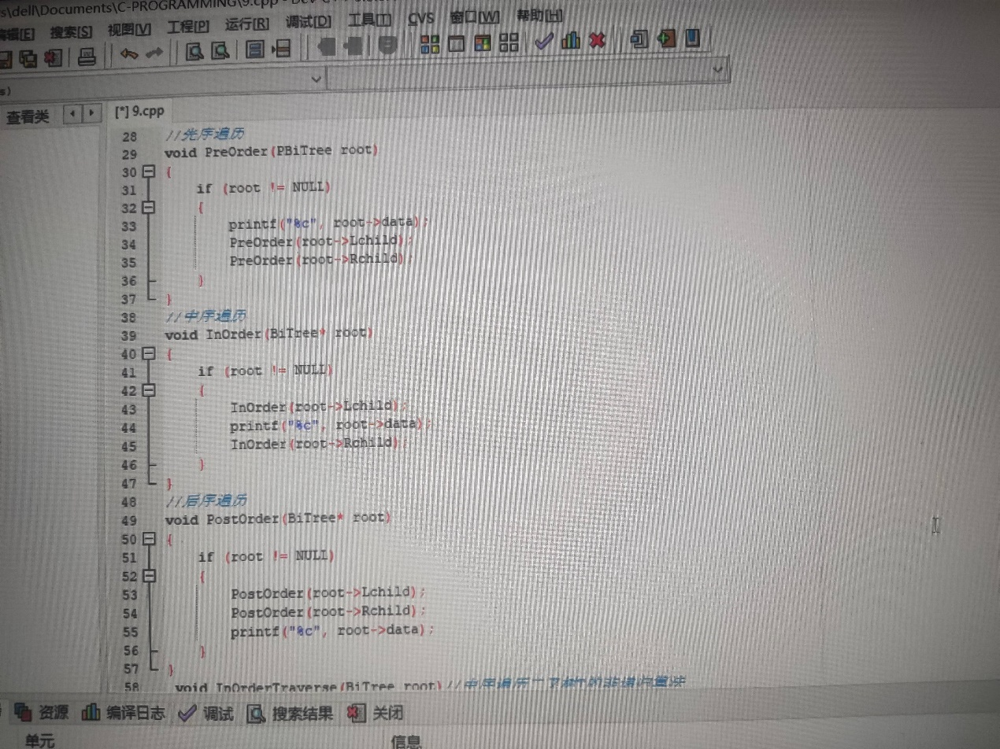 s\dell\Documents\C-PROGRAMMING\9.cpp - Dev-C++
编辑[E] 搜索[S] 视图[V] 工程[P] 运行[R] 调试[D] 工具[T] CVS 窗口[W] 帮助[H]
s)
查看类 [*] 9.cpp
28 //先序遍历
29 void PreOrder(PBiTree root)
30 {
31 if (root != NULL)
32 {
33 printf("%c", root->data);
34 PreOrder(root->Lchild);
35 PreOrder(root->Rchild);
36 }
37 }
38 //中序遍历
39 void InOrder(BiTree* root)
40 {
41 if (root != NULL)
42 {
43 InOrder(root->Lchild);
44 printf("%c", root->data);
45 InOrder(root->Rchild);
46 }
47 }
48 //后序遍历
49 void PostOrder(BiTree* root)
50 {
51 if (root != NULL)
52 {
53 PostOrder(root->Lchild);
54 PostOrder(root->Rchild);
55 printf("%c", root->data);
56 }
57 }
58 void InOrderTraverse(BiTree root)//中序遍历二叉树的非递归算法
资源 编译日志 调试 搜索结果 关闭
单元 信息